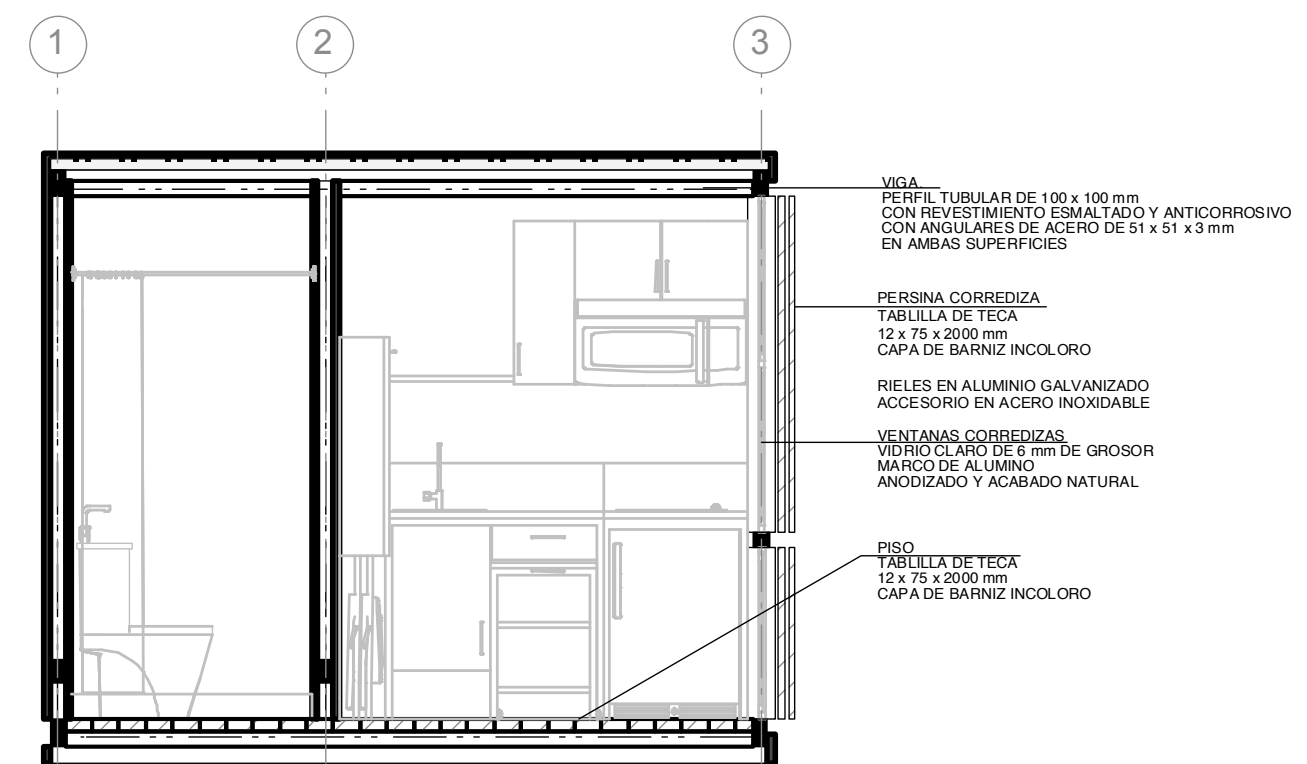 1
2
3
VIGA.
PERFIL TUBULAR DE 100 x 100 mm
CON REVESTIMIENTO ESMALTADO Y ANTICORROSIVO
CON ANGULARES DE ACERO DE 51 x 51 x 3 mm
EN AMBAS SUPERFICIES
PERSINA CORREDIZA
TABLILLA DE TECA
12 x 75 x 2000 mm
CAPA DE BARNIZ INCOLORO
RIELES EN ALUMINIO GALVANIZADO
ACCESORIO EN ACERO INOXIDABLE
VENTANAS CORREDIZAS
VIDRIO CLARO DE 6 mm DE GROSOR
MARCO DE ALUMINO
ANODIZADO Y ACABADO NATURAL
PISO
TABLILLA DE TECA
12 x 75 x 2000 mm
CAPA DE BARNIZ INCOLORO